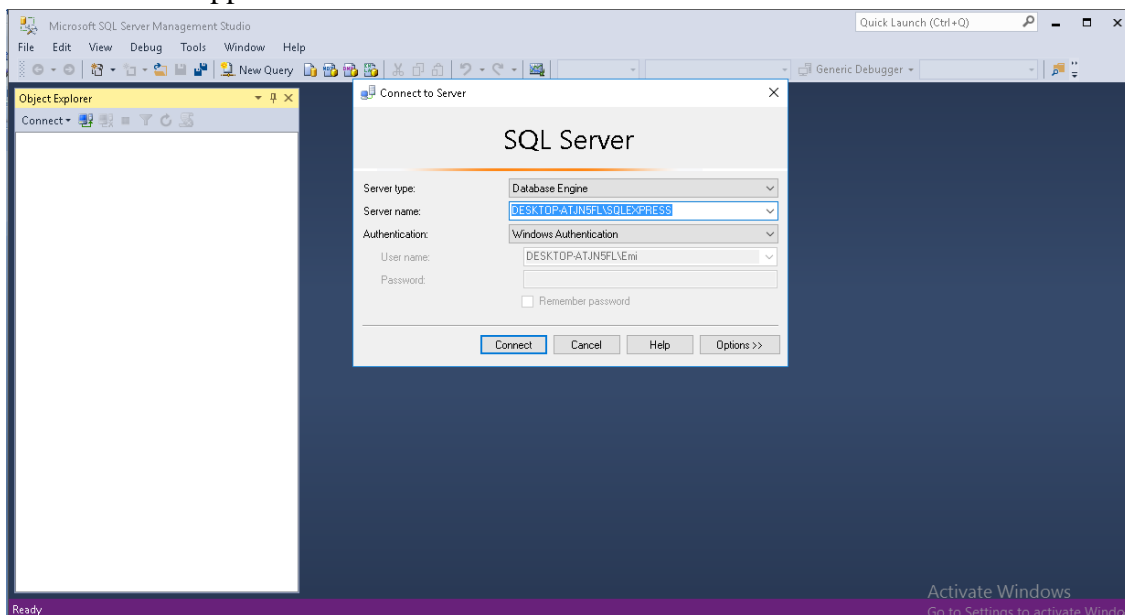 Microsoft SQL Server Management Studio
Quick Launch (Ctrl+Q)
File Edit View Debug Tools Window Help
New Query
Generic Debugger
Object Explorer
Connect
Connect to Server
SQL Server
Server type: Database Engine
Server name: DESKTOP-ATJN5FL\SQLEXPRESS
Authentication: Windows Authentication
User name: DESKTOP-ATJN5FL\Emi
Password:
Remember password
Connect Cancel Help Options >>
Activate Windows
Go to Settings to activate Windo
Ready